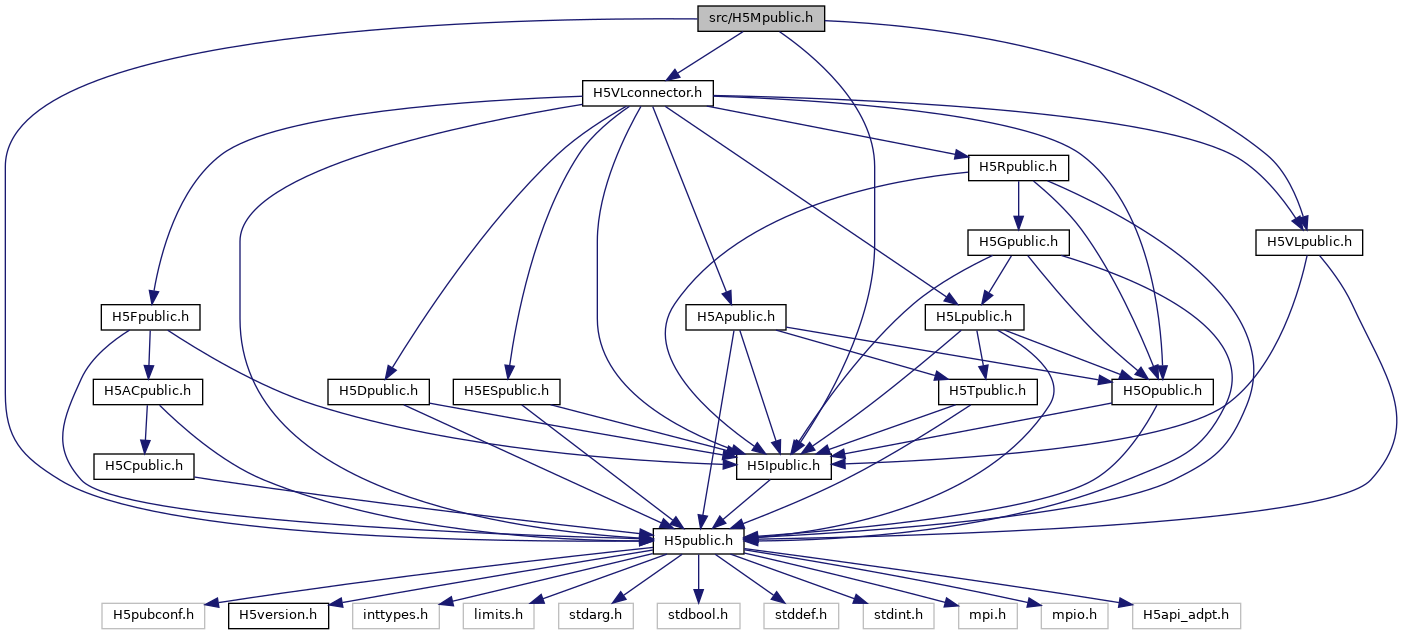 src/H5Mpublic.h
H5VLconnector.h
H5Rpublic.h
H5Gpublic.h
H5VLpublic.h
H5Fpublic.h
H5Apublic.h
H5Lpublic.h
H5ACpublic.h
H5Dpublic.h
H5ESpublic.h
H5Tpublic.h
H5Opublic.h
H5Cpublic.h
H5Ipublic.h
H5public.h
H5pubconf.h
H5version.h
inttypes.h
limits.h
stdarg.h
stdbool.h
stddef.h
stdint.h
mpi.h
mpio.h
H5api_adpt.h